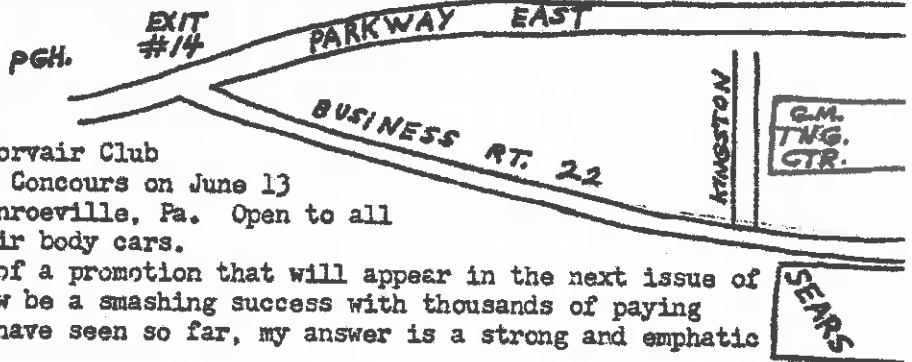 EXIT
#14
PGH.
PARKWAY EAST
BUSINESS RT. 22
KINGSTON
G.M.
TNG.
CTR.
SEARS
orvair Club
Concours on June 13
nroeville, Pa. Open to all
ir body cars.
of a promotion that will appear in the next issue of
w be a smashing success with thousands of paying
have seen so far, my answer is a strong and emphatic